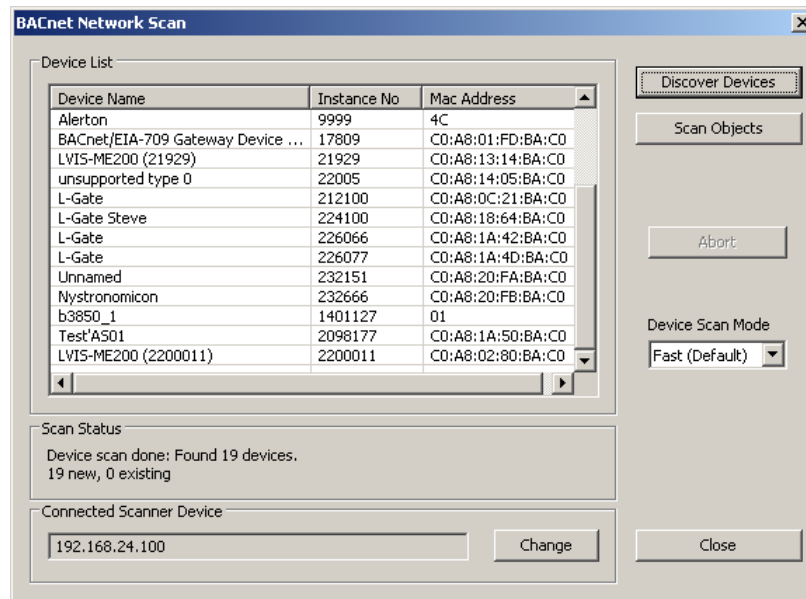 BACnet Network Scan
Device List
Device Name Instance No Mac Address
Alerton 9999 4C
BACnet/EIA-709 Gateway Device ... 17809 C0:A8:01:FD:BA:C0
LVIS-ME200 (21929) 21929 C0:A8:13:14:BA:C0
unsupported type 0 22005 C0:A8:14:05:BA:C0
L-Gate 212100 C0:A8:0C:21:BA:C0
L-Gate Steve 224100 C0:A8:18:64:BA:C0
L-Gate 226066 C0:A8:1A:42:BA:C0
L-Gate 226077 C0:A8:1A:4D:BA:C0
Unnamed 232151 C0:A8:20:FA:BA:C0
Nystronomicon 232666 C0:A8:20:FB:BA:C0
b3850_1 1401127 01
Test'AS01 2098177 C0:A8:1A:50:BA:C0
LVIS-ME200 (2200011) 2200011 C0:A8:02:80:BA:C0
Discover Devices
Scan Objects
Abort
Device Scan Mode
Fast (Default)
Scan Status
Device scan done: Found 19 devices.
19 new, 0 existing
Connected Scanner Device
192.168.24.100
Change
Close